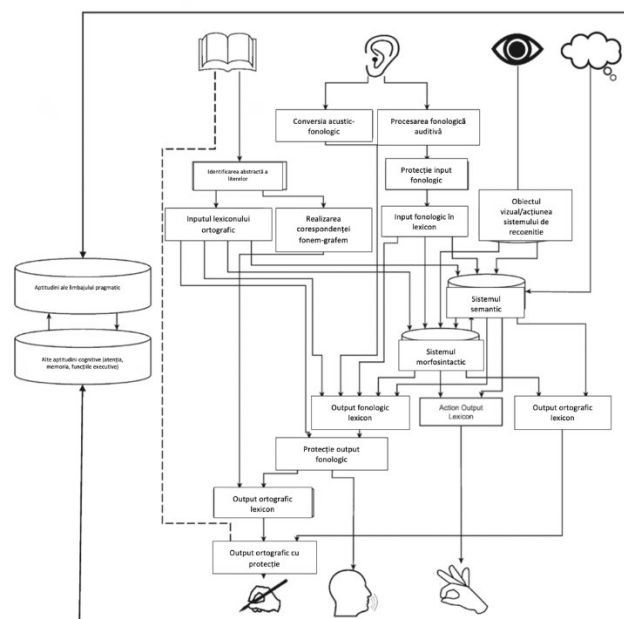 Conversia acustic-
fonologic
Procesarea fonologică
auditivă
Identificarea abstractă a
literelor
Protecție input
fonologic
Inputul lexiconului
ortografic
Realizarea
corespondenței
fonem-grafem
Input fonologic în
lexicon
Obiectul
vizual/acțiunea
sistemului de
recognitie
Aptitudini ale limbajului pragmatic
Sistemul
semantic
Alte aptitudini cognitive (atenția,
memoria, funcțiile executive)
Sistemul
morfosintactic
Output fonologic
lexicon
Action Output
Lexicon
Output ortografic
lexicon
Protecție output
fonologic
Output ortografic
lexicon
Output ortografic cu
protecție